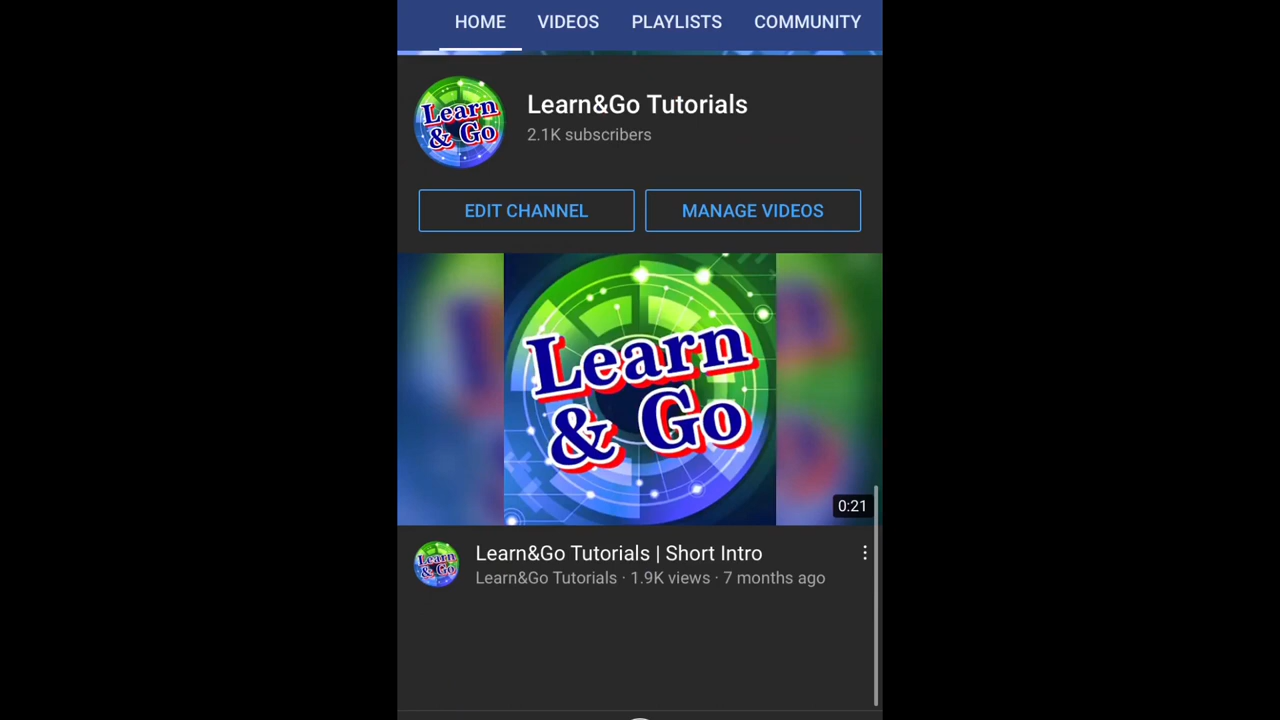 HOME VIDEOS PLAYLISTS COMMUNITY
Learn
& Go
Learn&Go Tutorials
2.1K subscribers
EDIT CHANNEL MANAGE VIDEOS
Learn
& Go
0:21
Learn
& Go
Learn&Go Tutorials | Short Intro
Learn&Go Tutorials · 1.9K views · 7 months ago